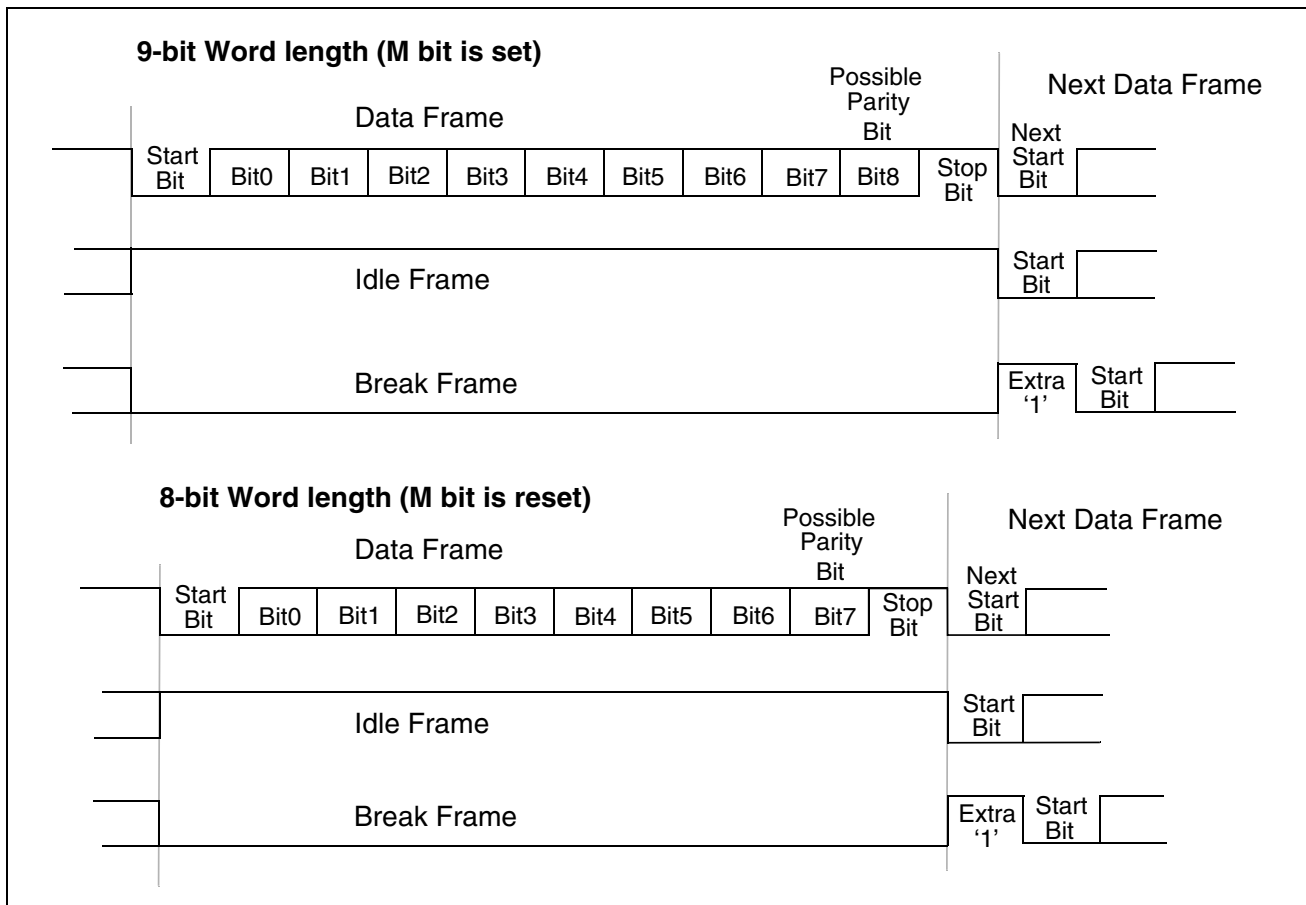 9-bit Word length (M bit is set)
Possible
Parity
Bit
Next Data Frame
Data Frame
Next
Start
Bit
Start
Bit
Bit0 Bit1 Bit2 Bit3 Bit4 Bit5 Bit6 Bit7 Bit8
Stop
Bit
Idle Frame
Start
Bit
Break Frame
Extra
‘1’
Start
Bit
8-bit Word length (M bit is reset)
Possible
Parity
Bit
Next Data Frame
Data Frame
Next
Start
Bit
Start
Bit
Bit0 Bit1 Bit2 Bit3 Bit4 Bit5 Bit6 Bit7
Stop
Bit
Idle Frame
Start
Bit
Break Frame
Extra
‘1’
Start
Bit